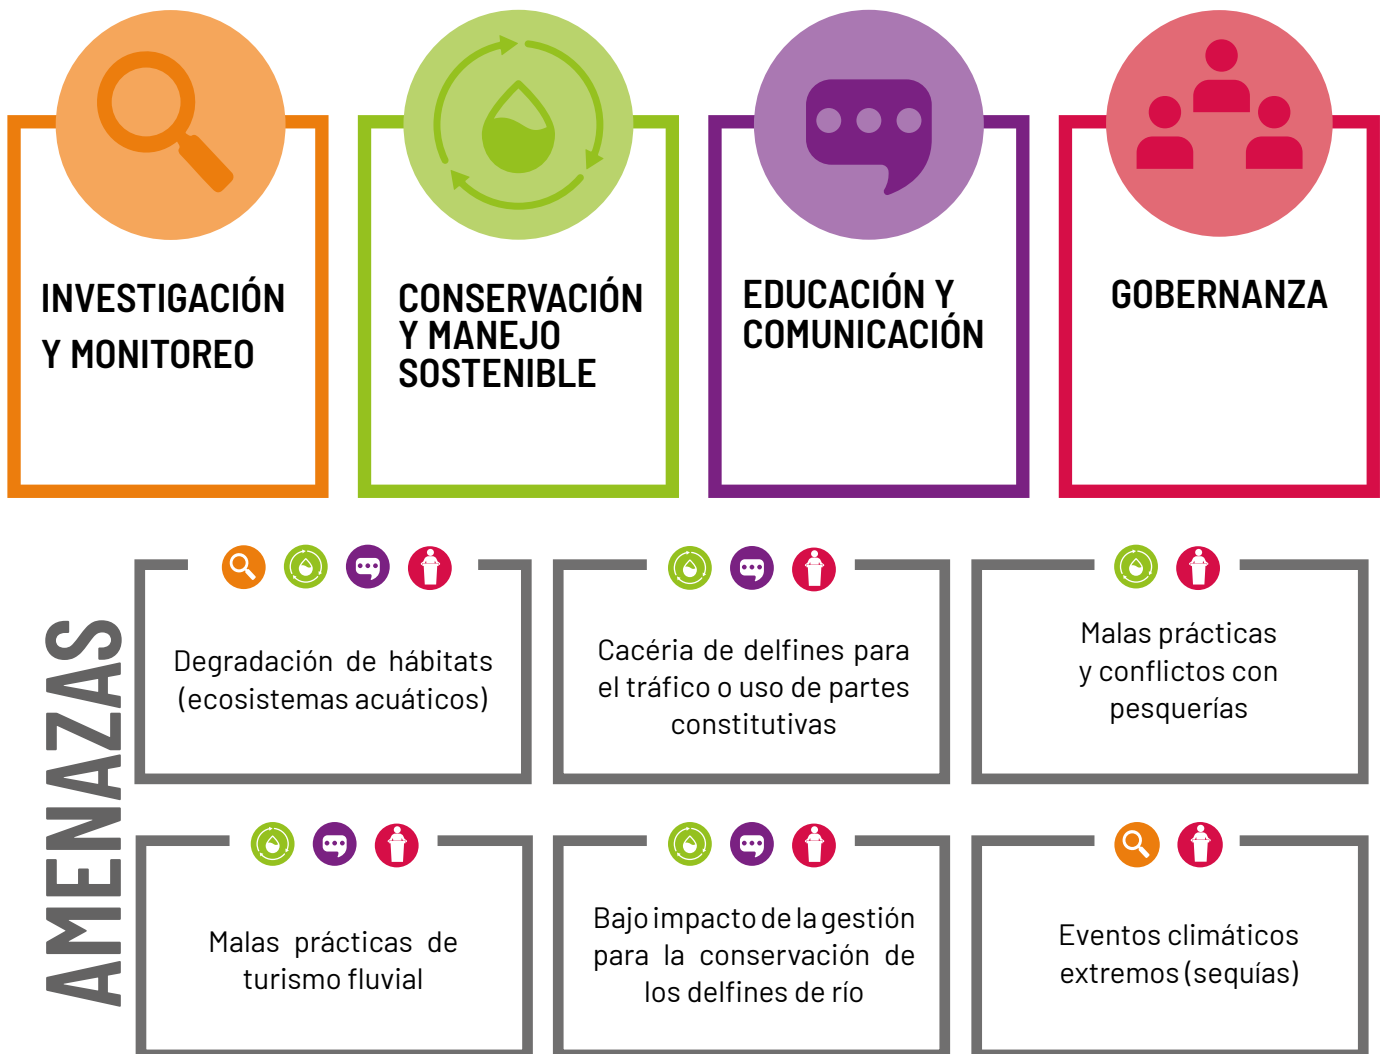 INVESTIGACIÓN
Y MONITOREO
CONSERVACIÓN
Y MANEJO
SOSTENIBLE
EDUCACIÓN Y
COMUNICACIÓN
GOBERNANZA
AMENAZAS
Degradación de hábitats
(ecosistemas acuáticos)
Cacéria de delfines para
el tráfico o uso de partes
constitutivas
Malas prácticas
y conflictos con
pesquerías
Malas prácticas de
turismo fluvial
Bajo impacto de la gestión
para la conservación de
los delfines de río
Eventos climáticos
extremos (sequías)